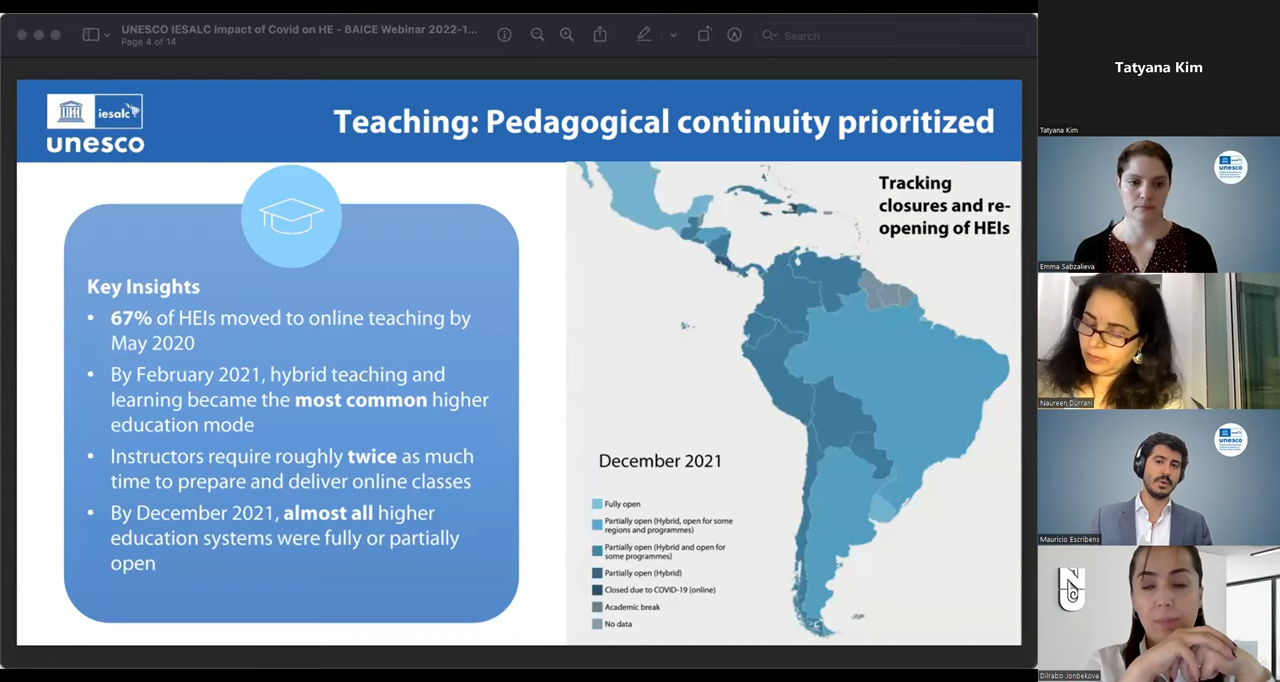 UNESCO IESALC Impact of Covid on HE - BAICE Webinar 2022-1...
Page 4 of 14
Search
iesalc
unesco
Teaching: Pedagogical continuity prioritized
Key Insights
• 67% of HEIs moved to online teaching by
May 2020
• By February 2021, hybrid teaching and
learning became the most common higher
education mode
• Instructors require roughly twice as much
time to prepare and deliver online classes
• By December 2021, almost all higher
education systems were fully or partially
open
Tracking
closures and re-
opening of HEIs
December 2021
Fully open
Partially open (Hybrid, open for some
regions and programmes)
Partially open (Hybrid and open for
some programmes)
Partially open (Hybrid)
Closed due to COVID-19 (online)
Academic break
No data
Tatyana Kim
Tatyana Kim
unesco
Emma Sabzalieva
Naureen Durrani
unesco
Mauricio Escribens
Dilrabo Jonbekova